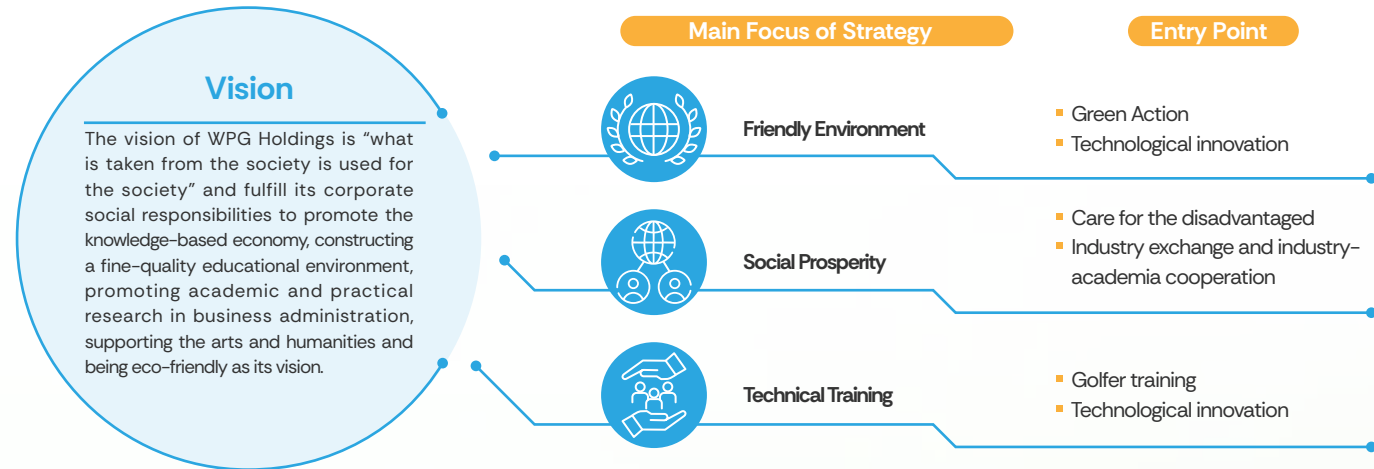 Vision
The vision of WPG Holdings is “what
is taken from the society is used for
the society” and fulfill its corporate
social responsibilities to promote the
knowledge-based economy, constructing
a fine-quality educational environment,
promoting academic and practical
research in business administration,
supporting the arts and humanities and
being eco-friendly as its vision.
Main Focus of Strategy
Entry Point
Friendly Environment
▪ Green Action
▪ Technological innovation
Social Prosperity
▪ Care for the disadvantaged
▪ Industry exchange and industry-
academia cooperation
Technical Training
▪ Golfer training
▪ Technological innovation